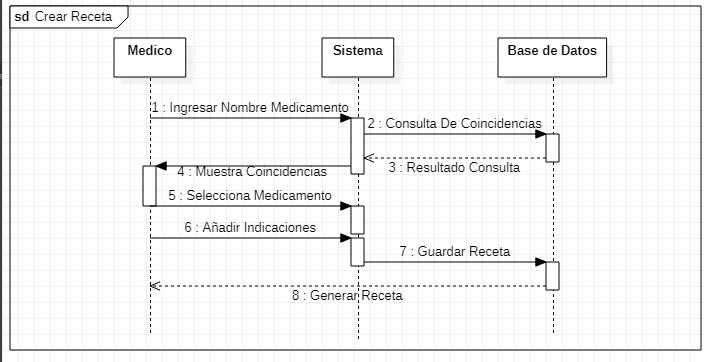 sd Crear Receta
Medico
Sistema
Base de Datos
1 : Ingresar Nombre Medicamento
2 : Consulta De Coincidencias
3 : Resultado Consulta
4 : Muestra Coincidencias
5 : Selecciona Medicamento
6 : Añadir Indicaciones
7 : Guardar Receta
8 : Generar Receta